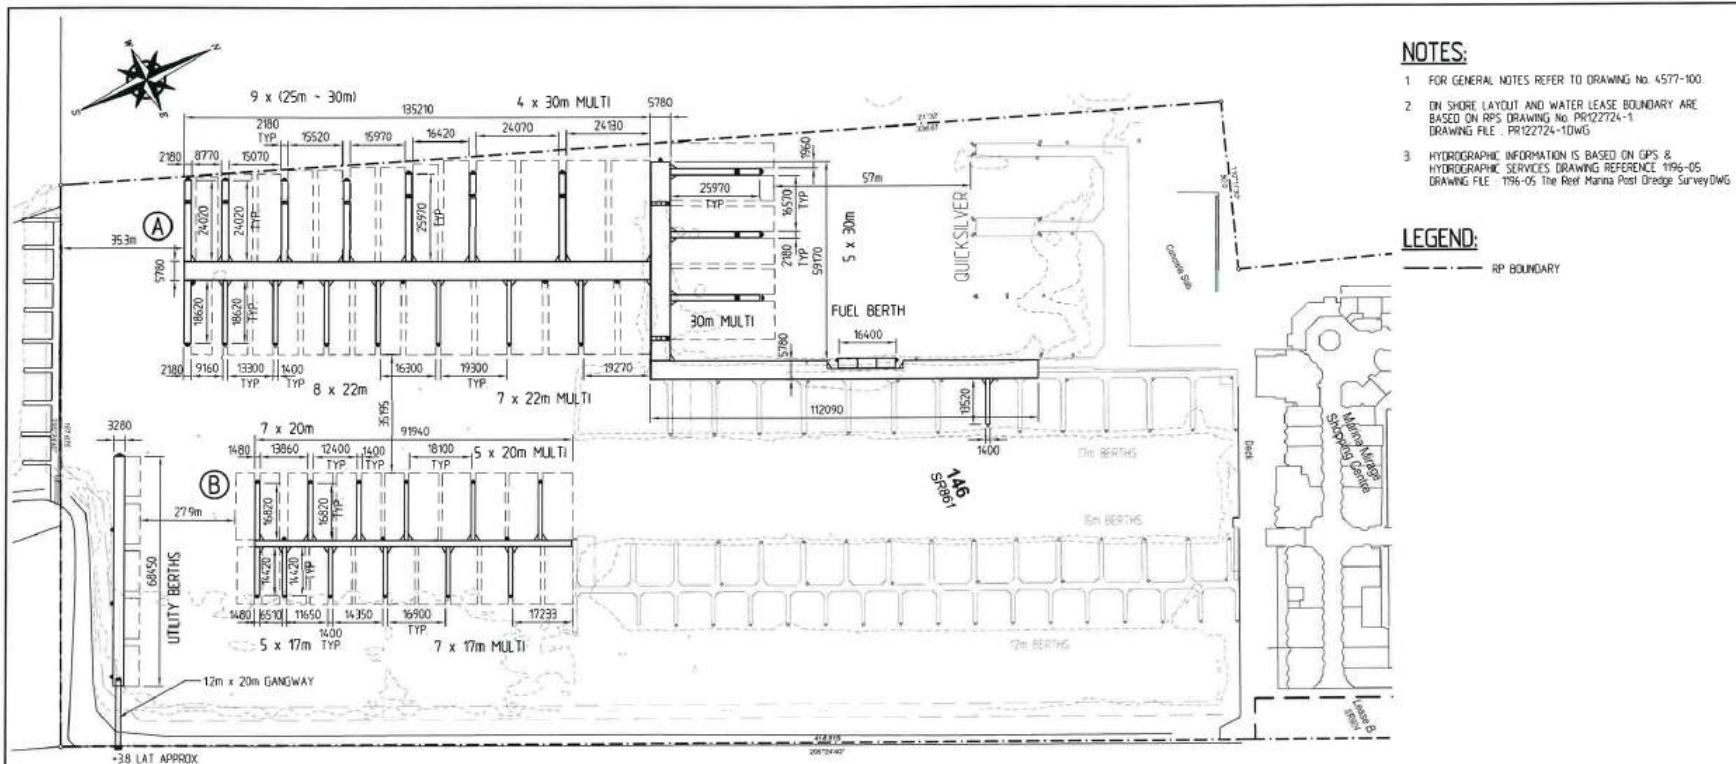 N
W
S
E
9 x (25m - 30m)
135210
4 x 30m MULTI
5780
2180
TYP
15520
15970
16420
24070
24130
2180
8770
15070
1960
57m
25970
TYP
16570
TYP
A
24020
24020
TYP
25970
TYP
35.3m
5780
2180
TYP
59170
5 x 30m
QUICKSILVER
Concrete Slab
18620
18620
TYP
30m MULTI
FUEL BERTH
16400
5780
2180
9160
13300
TYP
1400
TYP
16300
19300
TYP
19270
8 x 22m
7 x 22m MULTI
35195
112090
13520
1400
3280
7 x 20m
91940
1480
13860
12400
TYP
1400
TYP
18100
TYP
5 x 20m MULTI
B
17m BERTHS
Deck
Marina Mirage
Shopping Centre
146
SR861
16820
16820
TYP
27.9m
15m BERTHS
68450
UTILITY BERTHS
14420
14420
TYP
1480
6510
11650
14350
16900
TYP
17233
1400
TYP
5 x 17m
7 x 17m MULTI
12m BERTHS
1.2m x 20m GANGWAY
Lease B
+3.8 LAT APPROX
NOTES:
1 FOR GENERAL NOTES REFER TO DRAWING No. 4577-100.
2 ON SHORE LAYOUT AND WATER LEASE BOUNDARY ARE
BASED ON RPS DRAWING No. PR122724-1.
DRAWING FILE : PR122724-1.DWG
3 HYDROGRAPHIC INFORMATION IS BASED ON GPS &
HYDROGRAPHIC SERVICES DRAWING REFERENCE 1196-05
DRAWING FILE : 1196-05 The Reef Marina Post Dredge Survey.DWG
LEGEND:
RP BOUNDARY